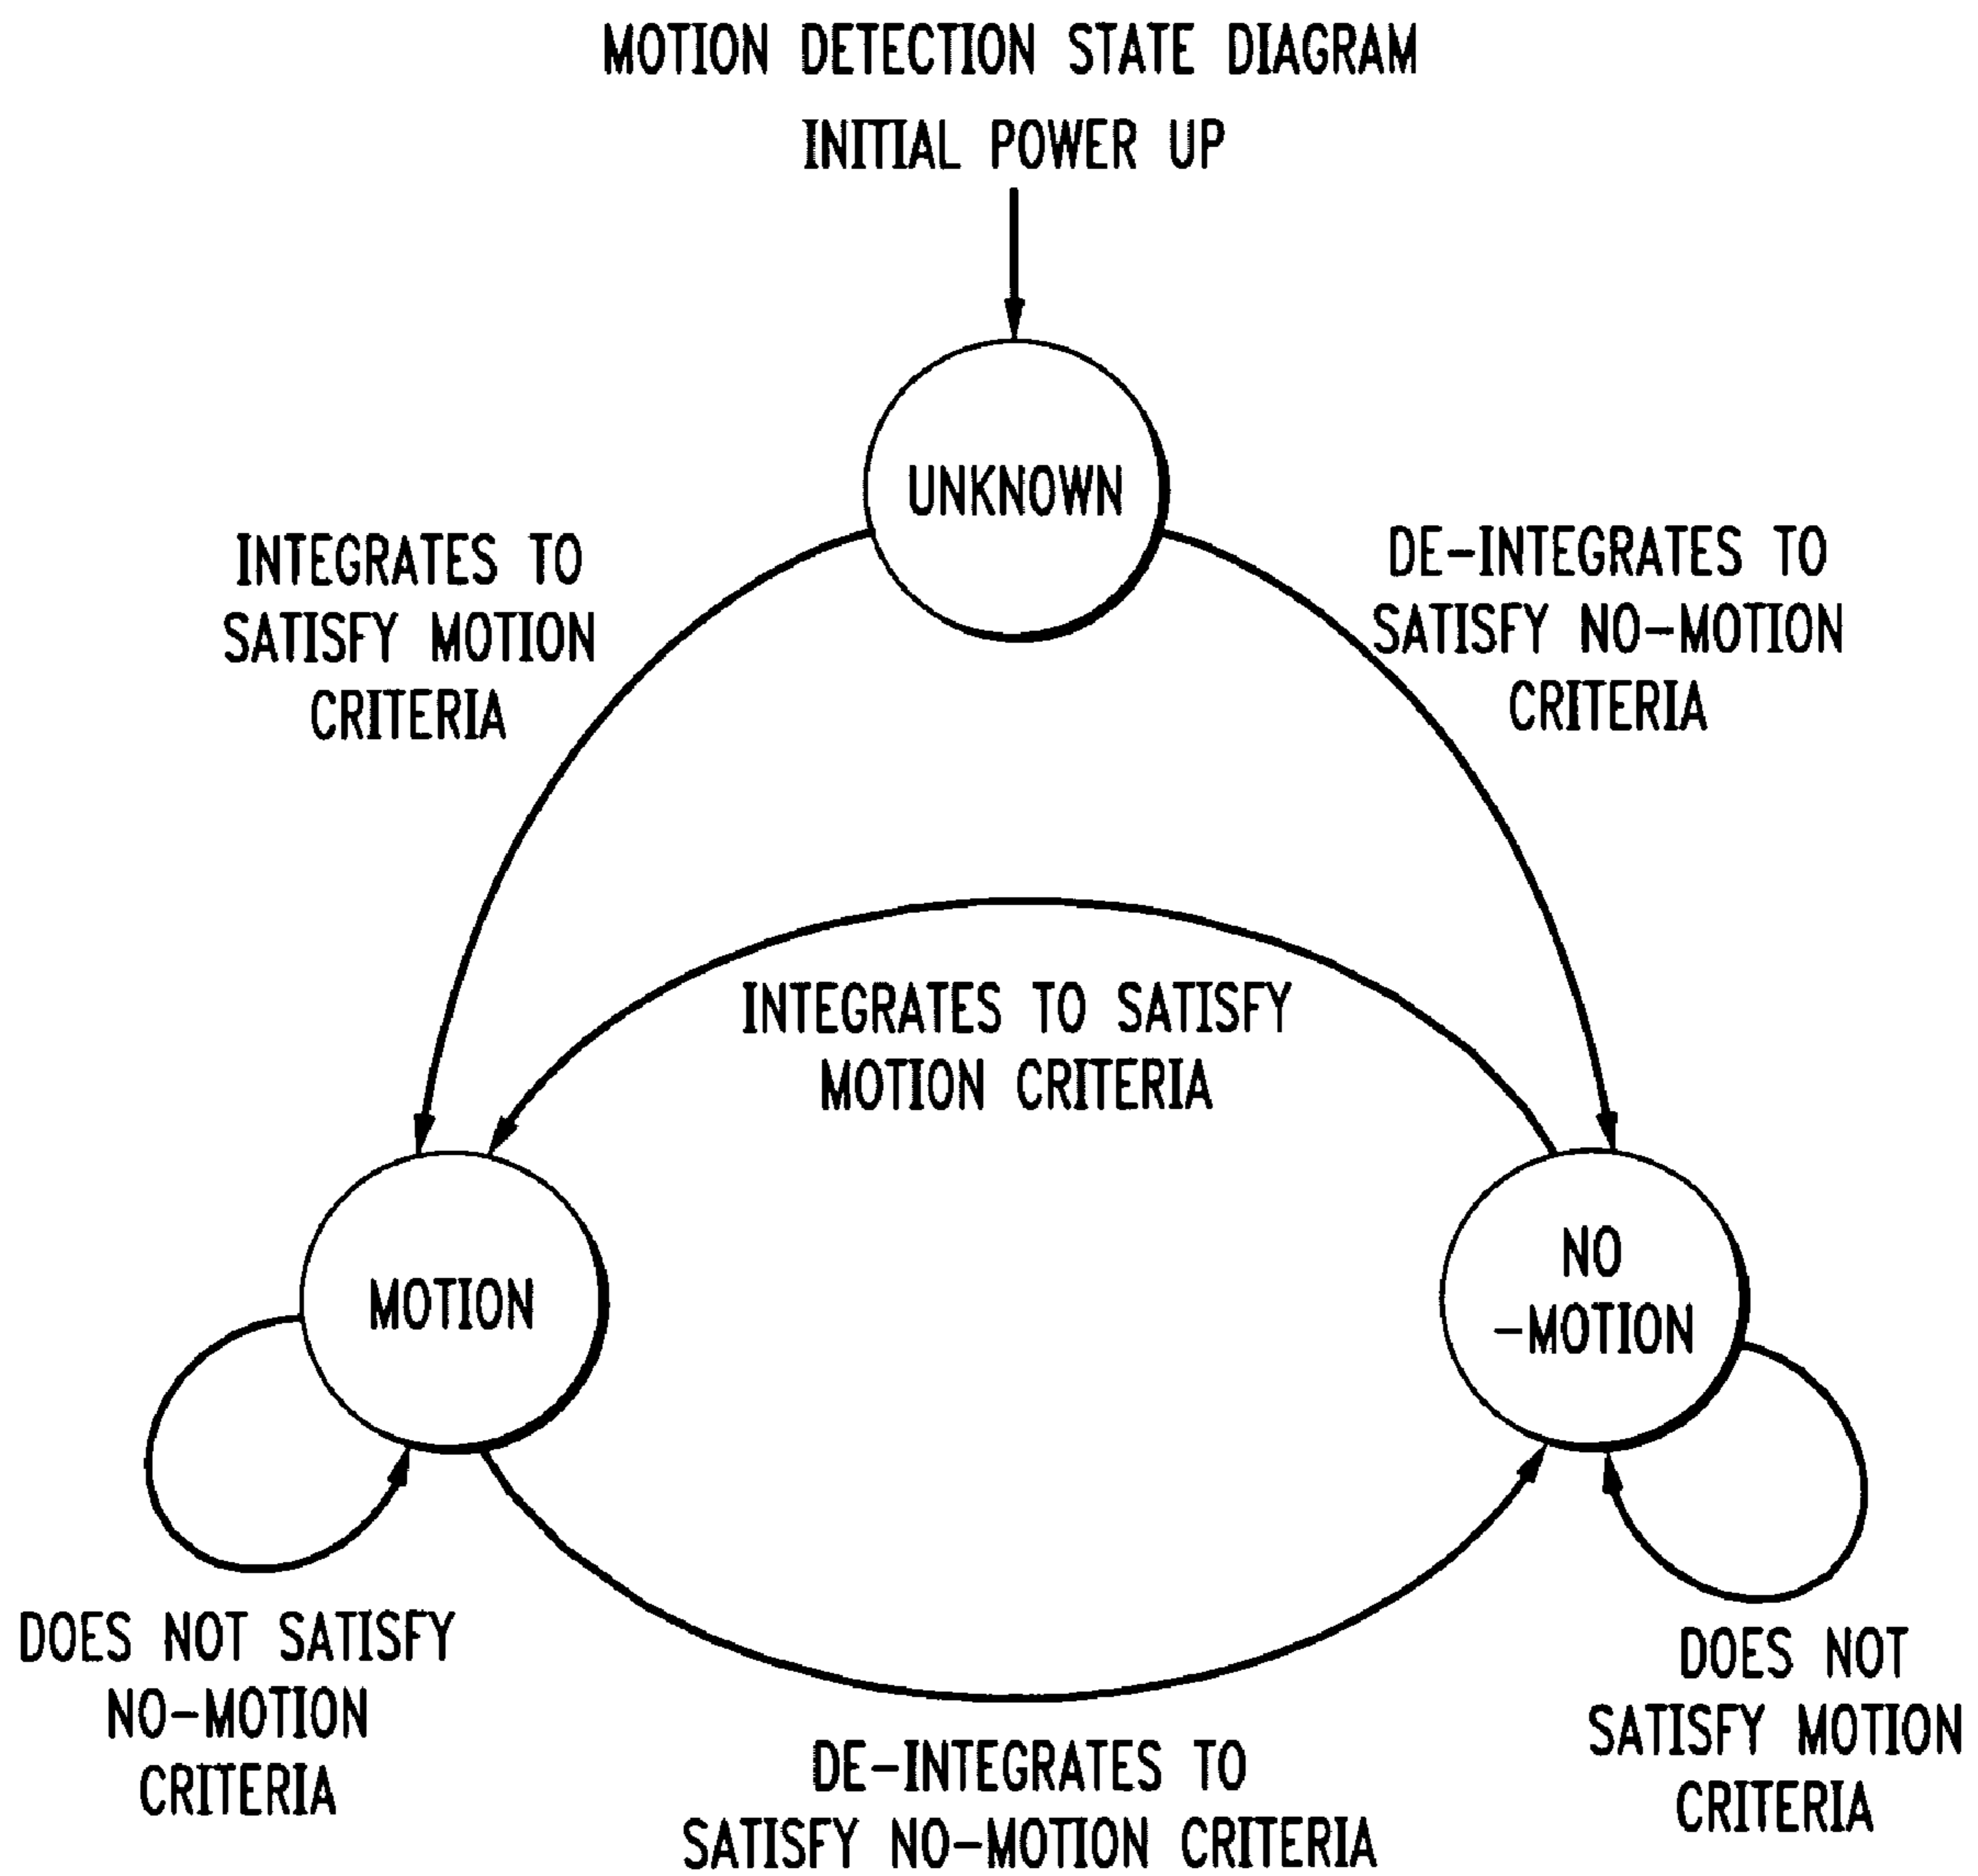 MOTION DETECTION STATE DIAGRAM
INITIAL POWER UP
UNKNOWN
INTEGRATES TO
SATISFY MOTION
CRITERIA
DE-INTEGRATES TO
SATISFY NO-MOTION
CRITERIA
INTEGRATES TO SATISFY
MOTION CRITERIA
MOTION
NO
-MOTION
DOES NOT SATISFY
NO-MOTION
CRITERIA
DE-INTEGRATES TO
SATISFY NO-MOTION CRITERIA
DOES NOT
SATISFY MOTION
CRITERIA